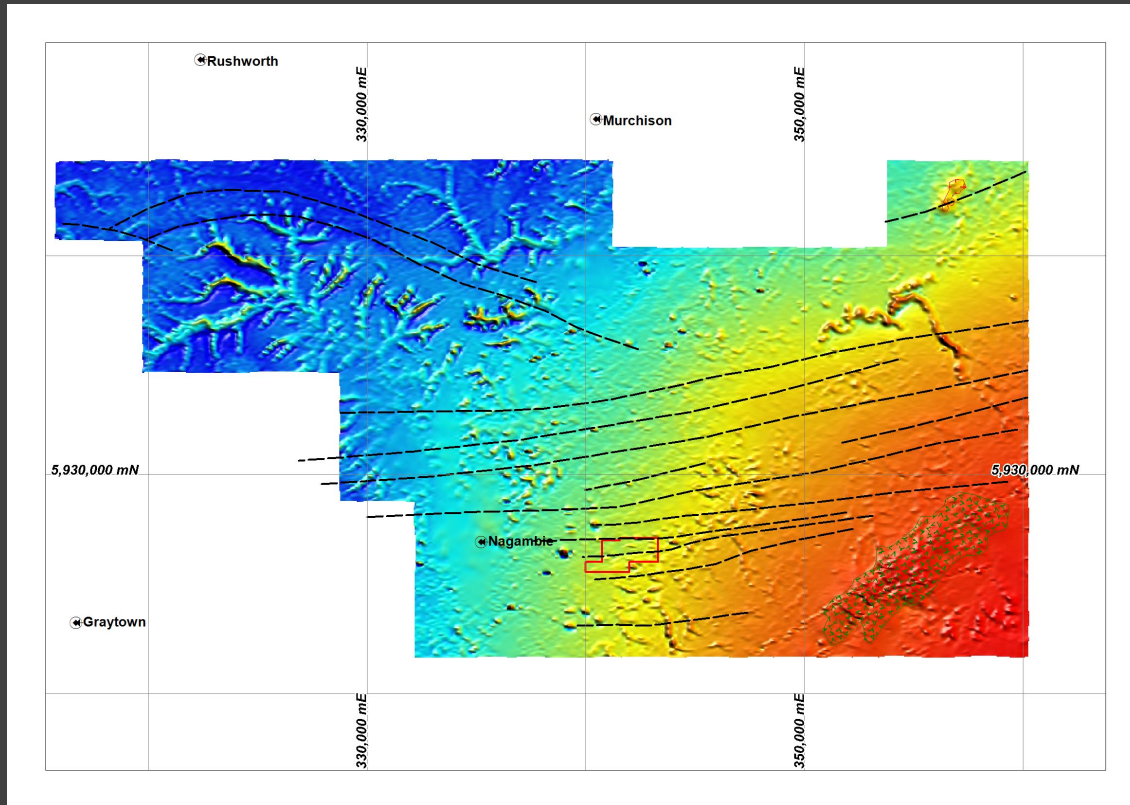 Rushworth
330,000 mE
350,000 mE
Murchison
5,930,000 mN
5,930,000 mN
Nagambie
Graytown
330,000 mE
350,000 mE